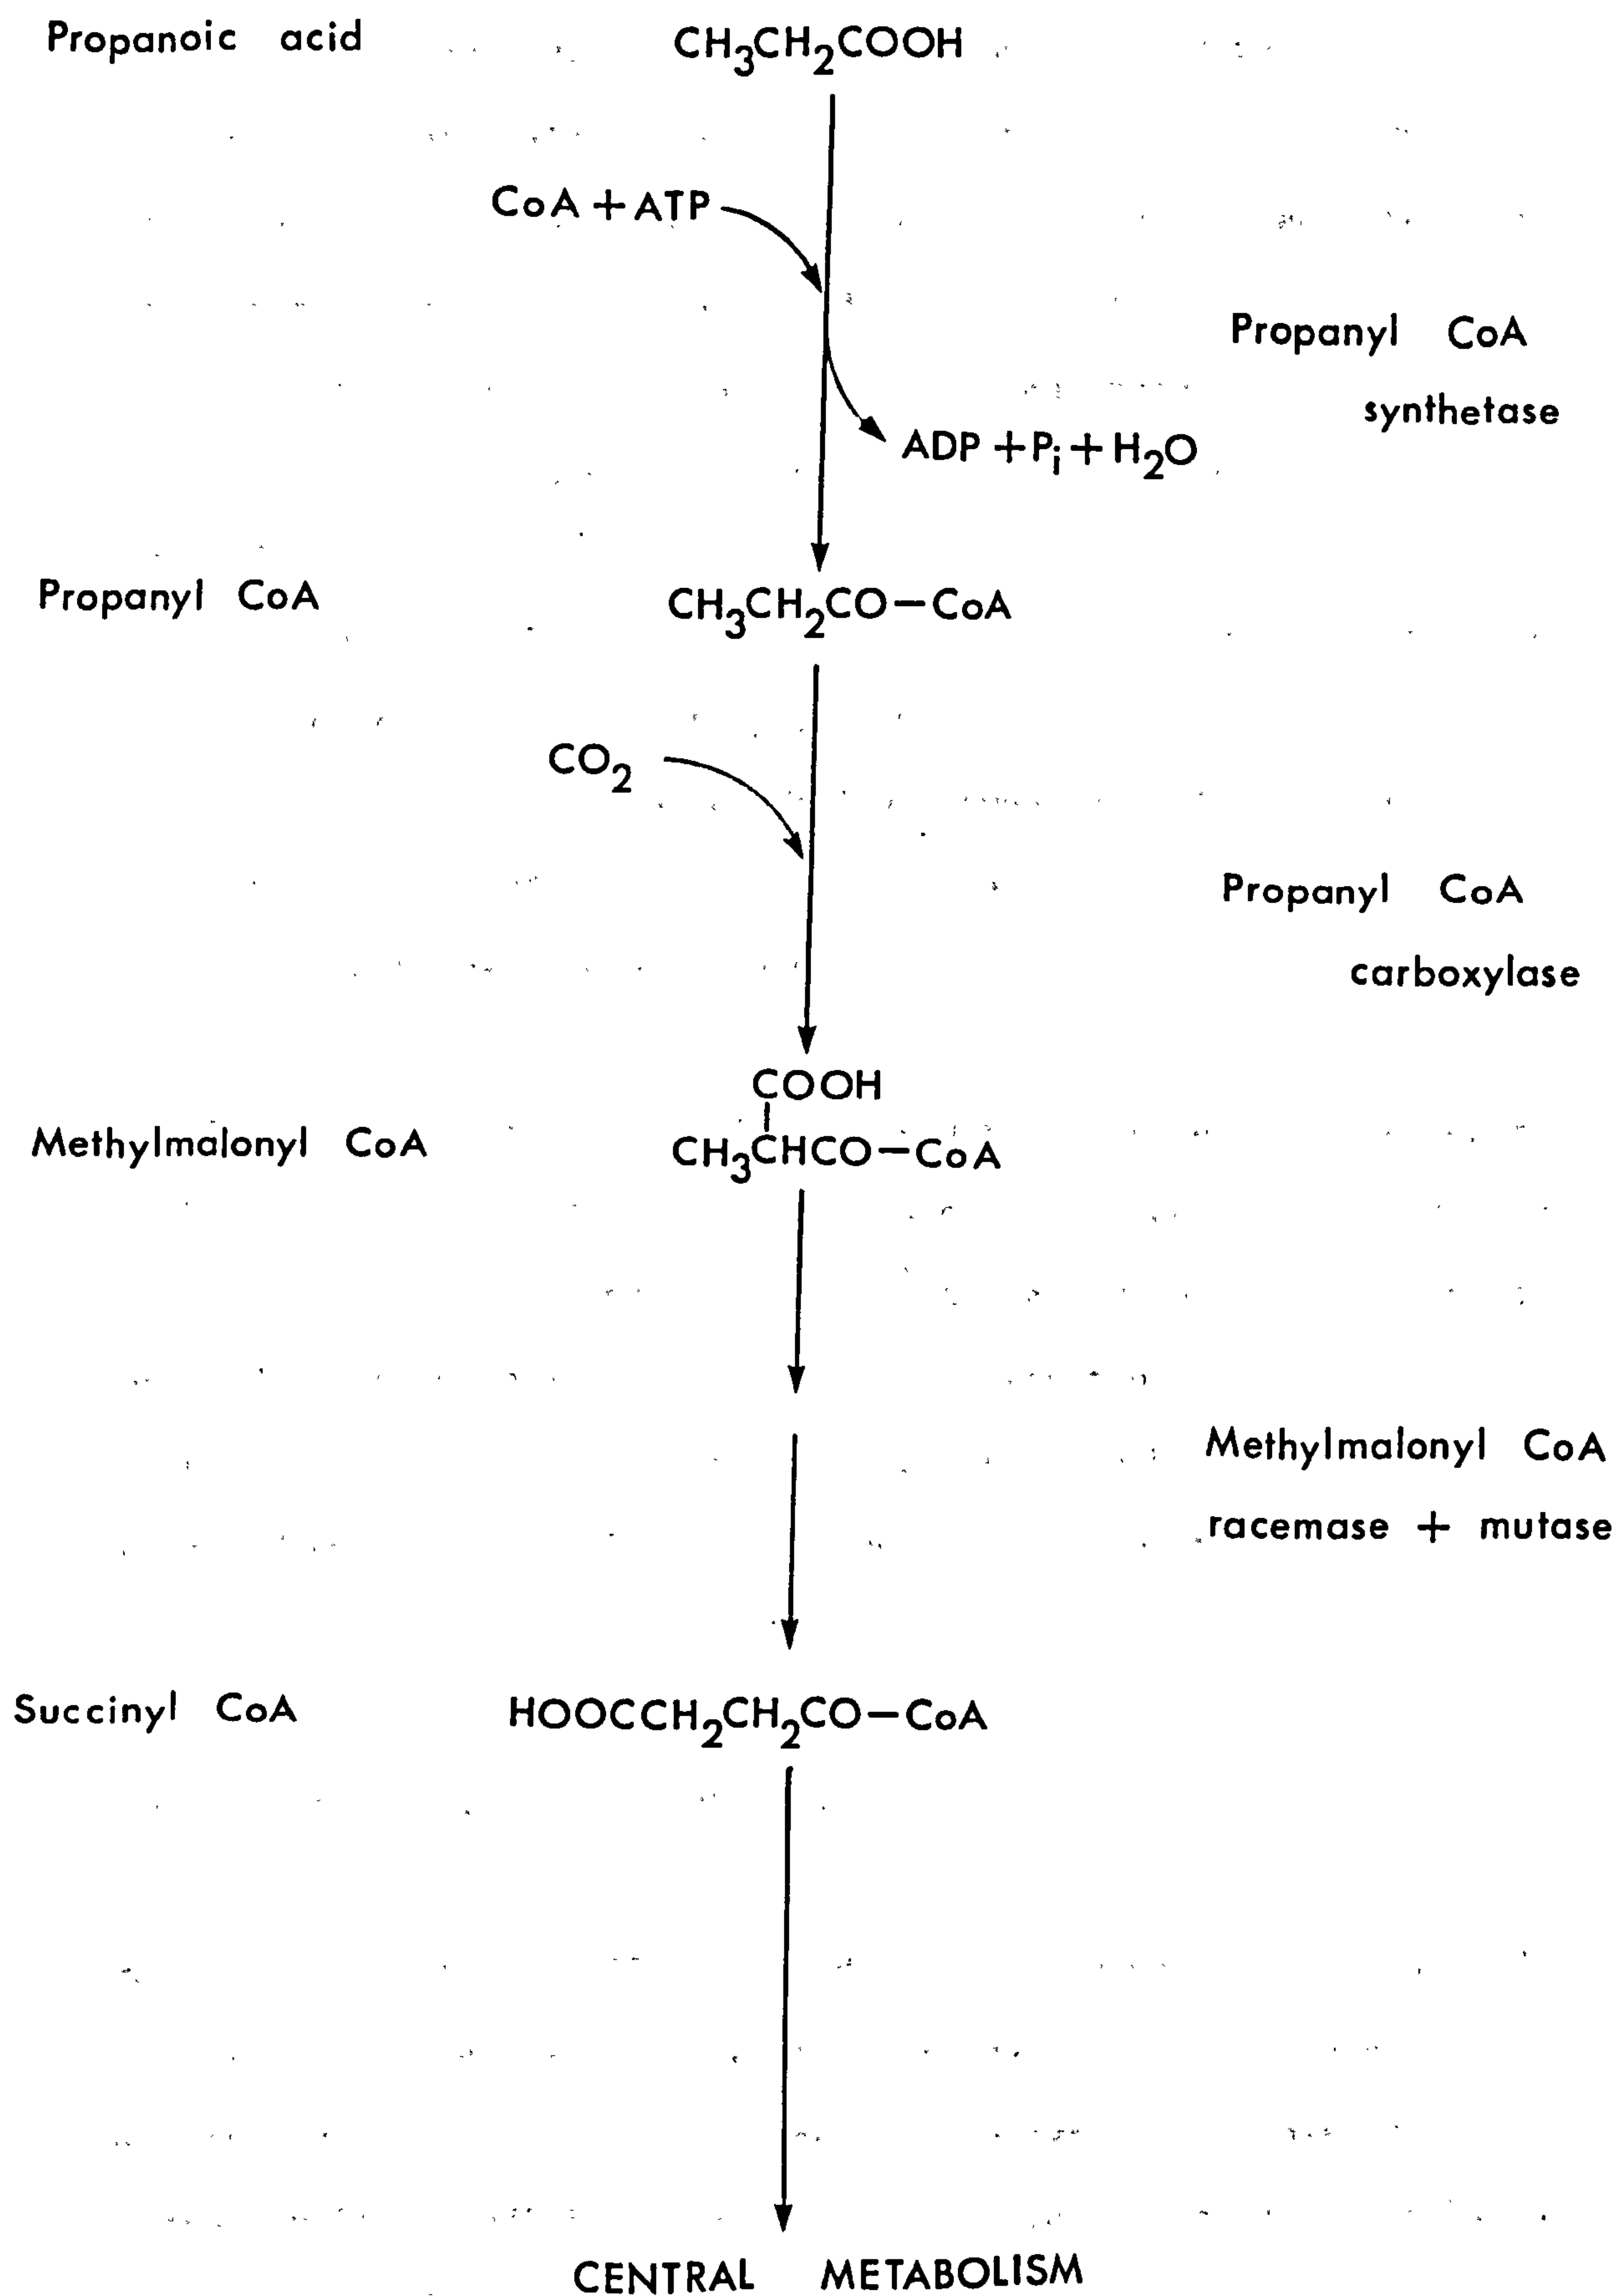 Propanoic acid CH₃CH₂COOH
CoA + ATP
Propanyl CoA
synthetase
ADP + Pᵢ + H₂O
Propanyl CoA CH₃CH₂CO–CoA
CO₂
Propanyl CoA
carboxylase
COOH
Methylmalonyl CoA CH₃CHCO–CoA
Methylmalonyl CoA
racemase + mutase
Succinyl CoA HOOCCH₂CH₂CO–CoA
CENTRAL METABOLISM